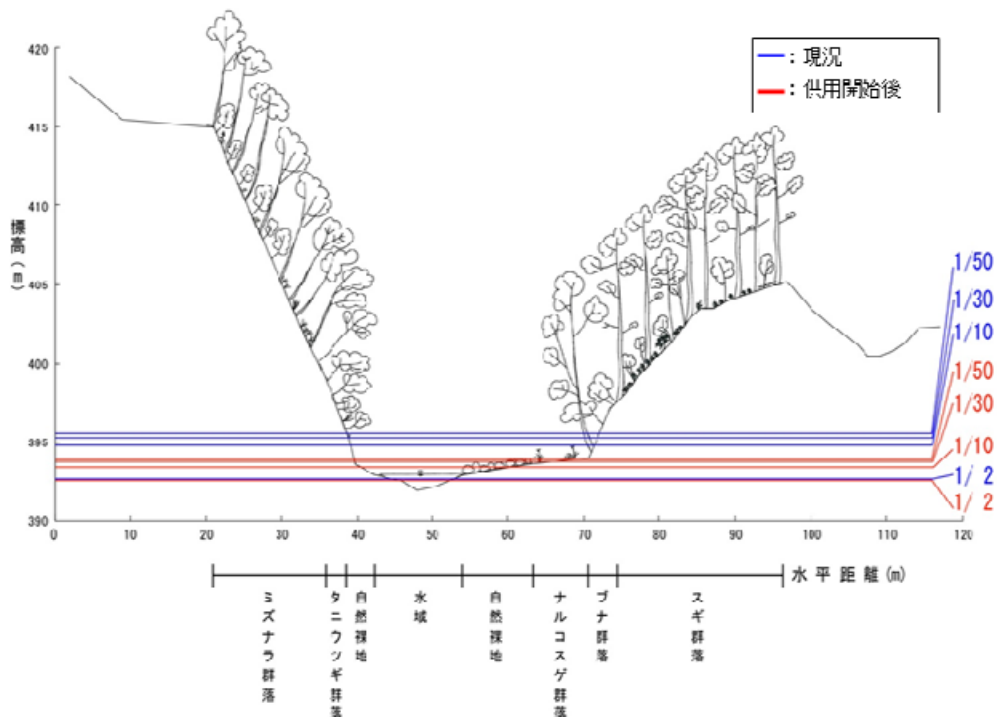 ：現況
：供用開始後
420
415
410
405
400
395
390
標高(m)
1/50
1/30
1/10
1/50
1/30
1/10
1/ 2
1/ 2
0
10
20
30
40
50
60
70
80
90
100
110
120
水平距離(m)
ミズナラ群落
タニウツギ群落
自然裸地
水域
自然裸地
ナルコスゲ群落
ブナ群落
スギ群落